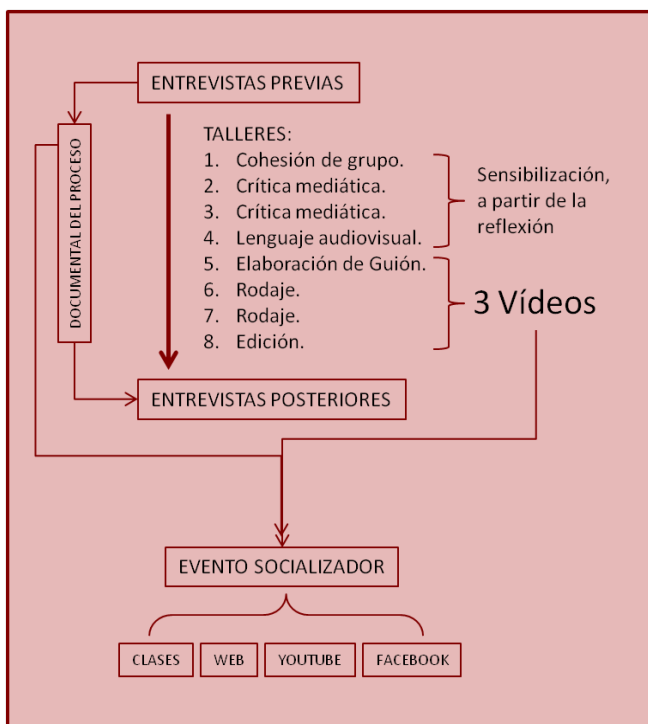 ENTREVISTAS PREVIAS
DOCUMENTAL DEL PROCESO
TALLERES:
1. Cohesión de grupo.
2. Crítica mediática.
3. Crítica mediática.
4. Lenguaje audiovisual.
5. Elaboración de Guión.
6. Rodaje.
7. Rodaje.
8. Edición.
Sensibilización,
a partir de la
reflexión
3 Vídeos
ENTREVISTAS POSTERIORES
EVENTO SOCIALIZADOR
CLASES
WEB
YOUTUBE
FACEBOOK